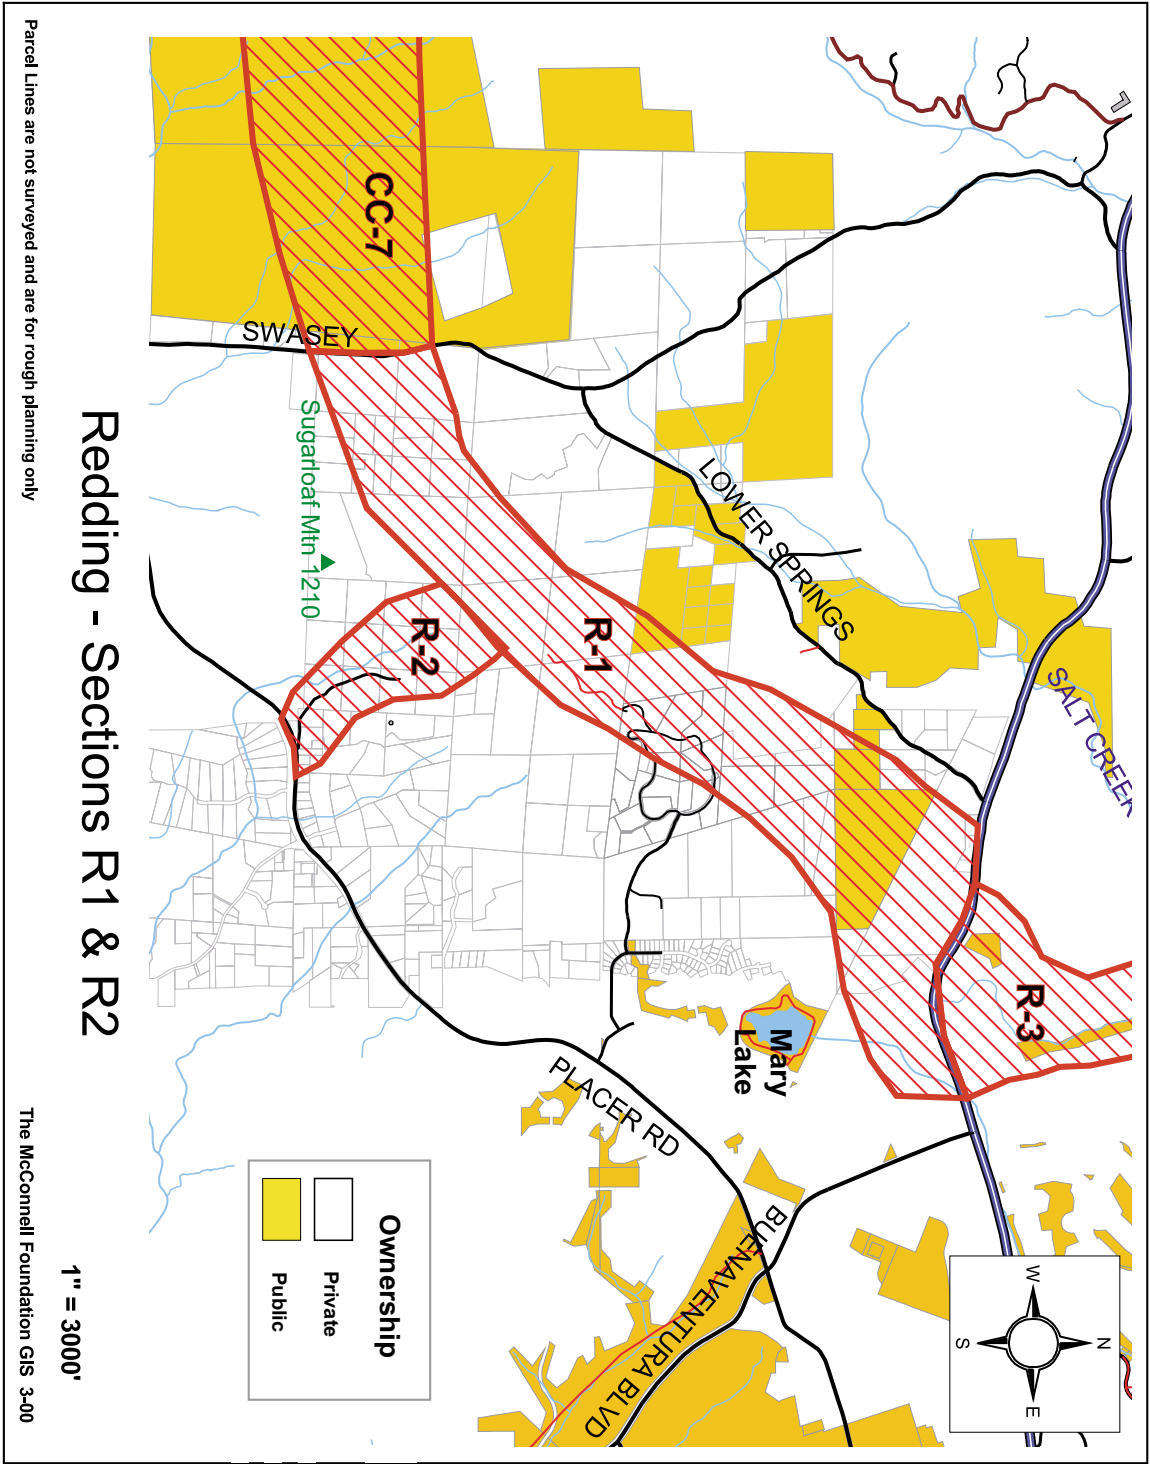 CC-7
SWASEY
Sugarloaf Mtn 1210
LOWER SPRINGS
R-1
R-2
R-3
SALT CREEK
Mary
Lake
PLACER RD
BUENAVENTURA BLVD
N
W
E
S
Ownership
Private
Public
Redding - Sections R1 & R2
1" = 3000'
Parcel Lines are not surveyed and are for rough planning only
The McConnell Foundation GIS 3-00